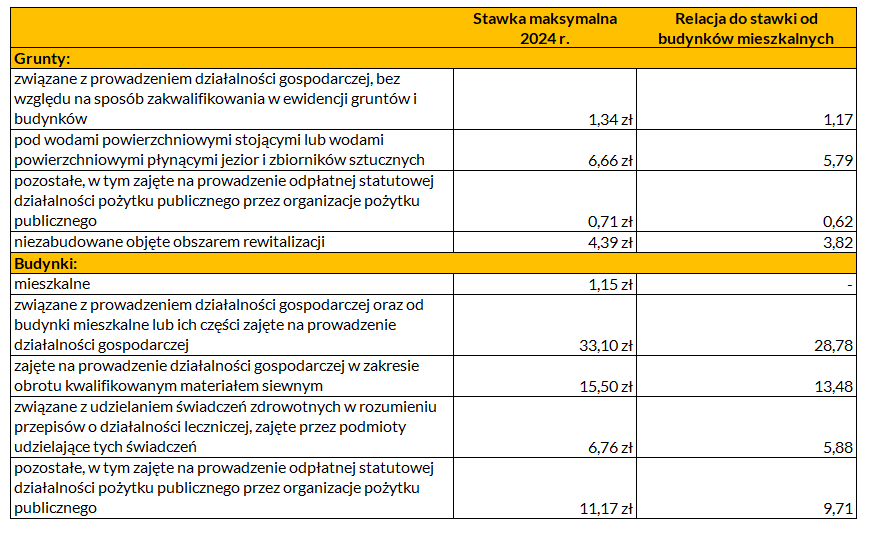 Stawka maksymalna
2024 r.
Relacja do stawki od
budynków mieszkalnych
Grunty:
związane z prowadzeniem działalności gospodarczej, bez
względu na sposób zakwalifikowania w ewidencji gruntów i
budynków
1,34 zł
1,17
pod wodami powierzchniowymi stojącymi lub wodami
powierzchniowymi płynącymi jezior i zbiorników sztucznych
6,66 zł
5,79
pozostałe, w tym zajęte na prowadzenie odpłatnej statutowej
działalności pożytku publicznego przez organizacje pożytku
publicznego
0,71 zł
0,62
niezabudowane objęte obszarem rewitalizacji
4,39 zł
3,82
Budynki:
mieszkalne
1,15 zł
-
związane z prowadzeniem działalności gospodarczej oraz od
budynki mieszkalne lub ich części zajęte na prowadzenie
działalności gospodarczej
33,10 zł
28,78
zajęte na prowadzenie działalności gospodarczej w zakresie
obrotu kwalifikowanym materiałem siewnym
15,50 zł
13,48
związane z udzielaniem świadczeń zdrowotnych w rozumieniu
przepisów o działalności leczniczej, zajęte przez podmioty
udzielające tych świadczeń
6,76 zł
5,88
pozostałe, w tym zajęte na prowadzenie odpłatnej statutowej
działalności pożytku publicznego przez organizacje pożytku
publicznego
11,17 zł
9,71